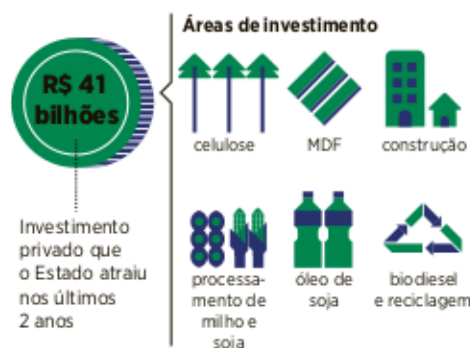 R$ 41
bilhões
Investimento
privado que
o Estado atraiu
nos últimos
2 anos
Áreas de investimento
celulose
MDF
construção
processa-
mento de
milho e
soja
óleo de
soja
biodiesel
e reciclagem